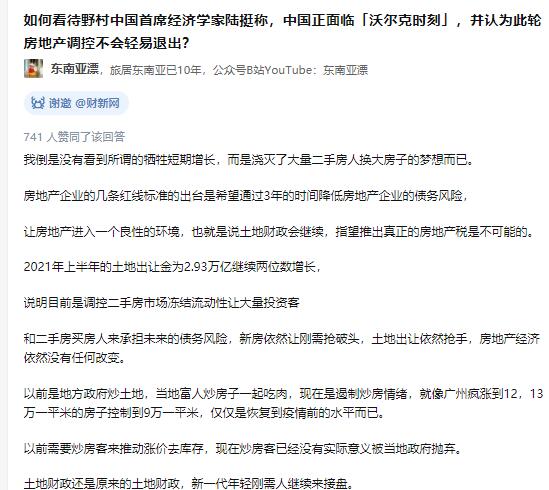 如何看待野村中国首席经济学家陆挺称，中国正面临「沃尔克时刻」，并认为此轮
房地产调控不会轻易退出？
东南亚漂，旅居东南亚已10年，公众号B站YouTube：东南亚漂
谢邀 @财新网
741 人赞同了该回答
我倒是没有看到所谓的牺牲短期增长，而是浇灭了大量二手房人换大房子的梦想而已。
房地产企业的几条红线标准的出台是希望通过3年的时间降低房地产企业的债务风险，
让房地产进入一个良性的环境，也就是说土地财政会继续，指望推出真正的房地产税是不可能的。
2021年上半年的土地出让金为2.93万亿继续两位数增长，
说明目前是调控二手房市场冻结流动性让大量投资客
和二手房买房人来承担未来的债务风险，新房依然让刚需抢破头，土地出让依然抢手，房地产经济
依然没有任何改变。
以前是地方政府炒土地，当地富人炒房子一起吃肉，现在是遏制炒房情绪，就像广州疯涨到12，13
万一平米的房子控制到9万一平米，仅仅是恢复到疫情前的水平而已。
以前需要炒房客来推动涨价去库存，现在炒房客已经没有实际意义被当地政府抛弃。
土地财政还是原来的土地财政，新一代年轻刚需人继续来接盘。